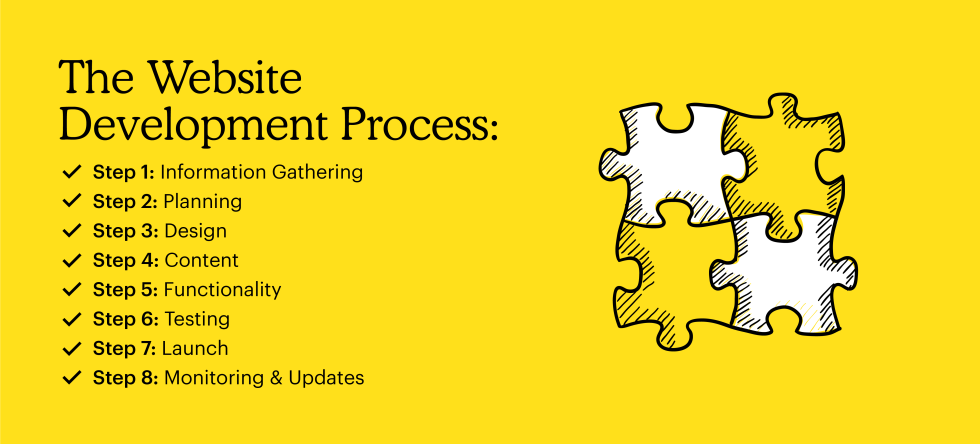 The Website
Development Process:
Step 1: Information Gathering
Step 2: Planning
Step 3: Design
Step 4: Content
Step 5: Functionality
Step 6: Testing
Step 7: Launch
Step 8: Monitoring & Updates